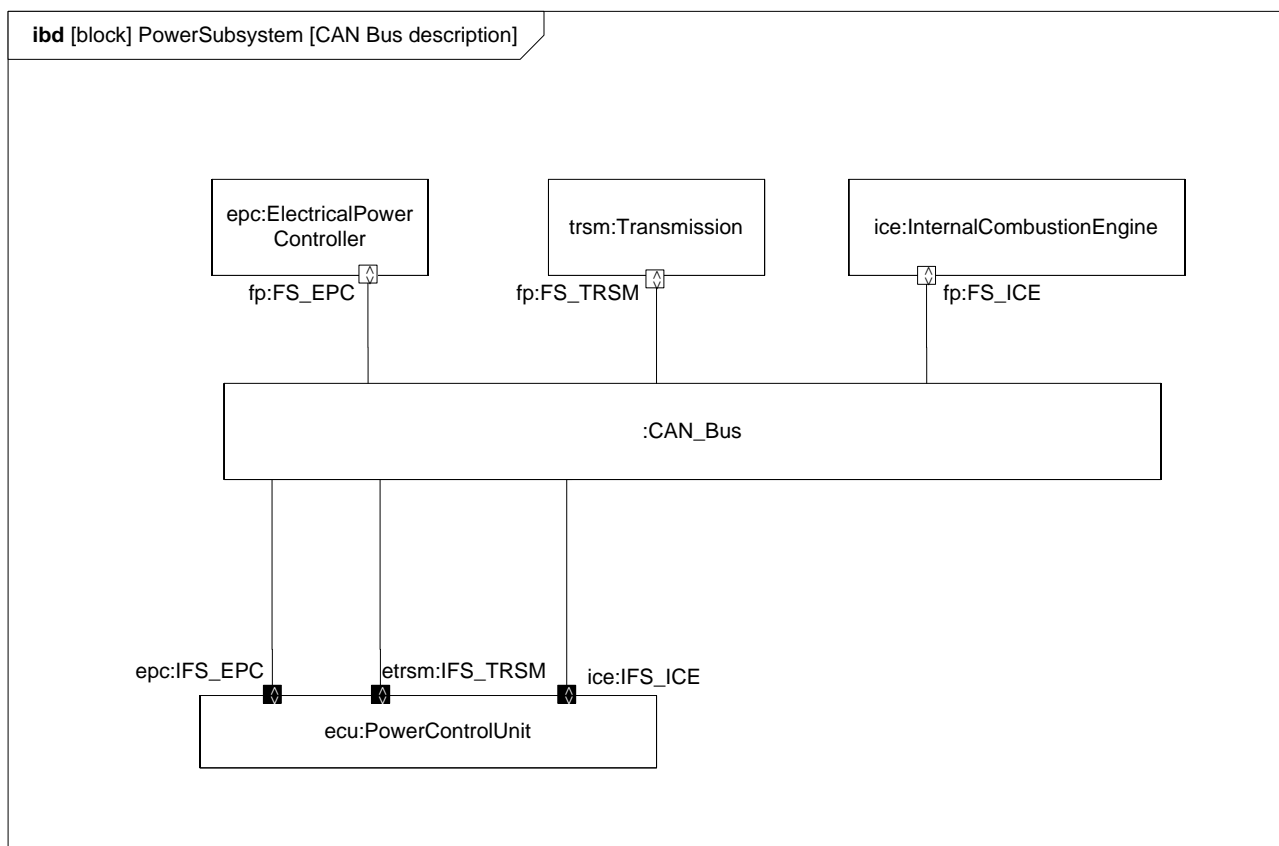 ibd [block] PowerSubsystem [CAN Bus description]
epc:ElectricalPower
Controller
trsm:Transmission
ice:InternalCombustionEngine
fp:FS_EPC
fp:FS_TRSM
fp:FS_ICE
:CAN_Bus
epc:IFS_EPC
etrsm:IFS_TRSM
ice:IFS_ICE
ecu:PowerControlUnit